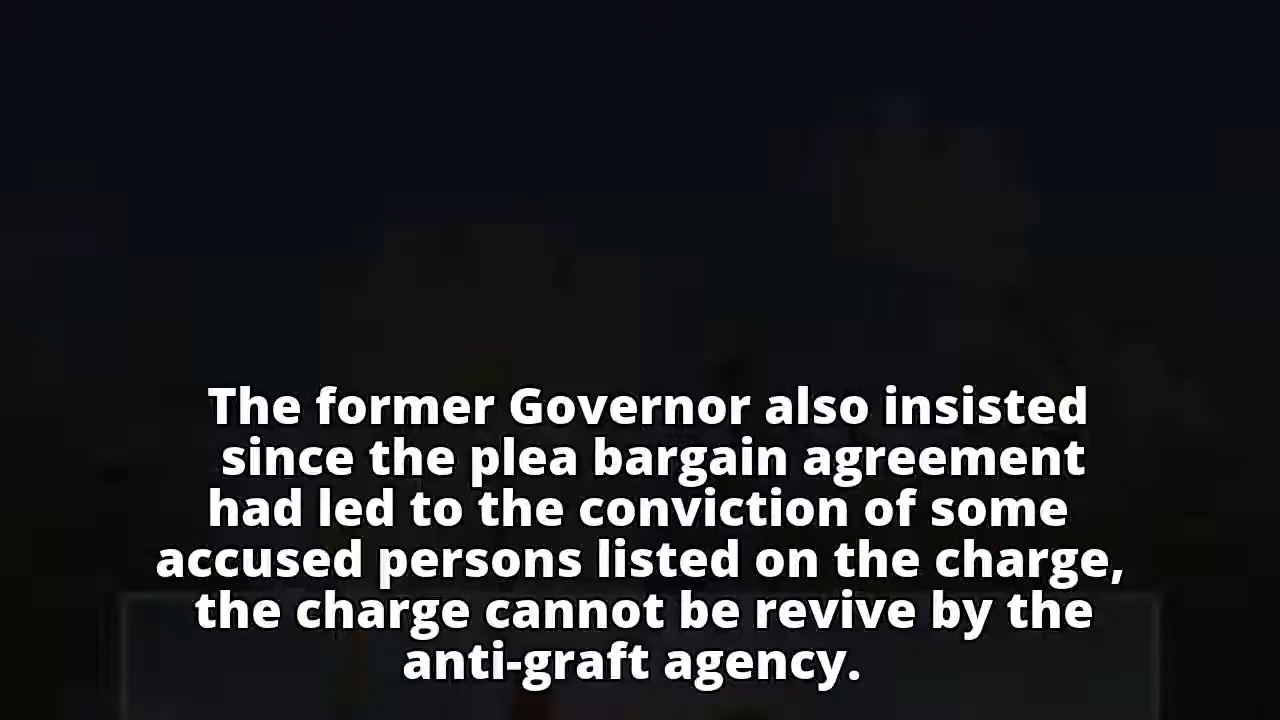 The former Governor also insisted
since the plea bargain agreement
had led to the conviction of some
accused persons listed on the charge,
the charge cannot be revive by the
anti-graft agency.